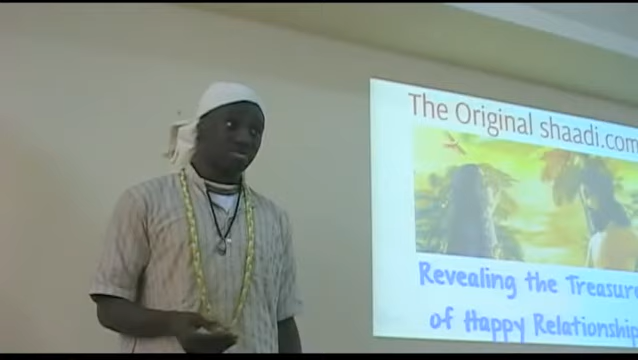 The Original shaadi.com
Revealing the Treasure
of Happy Relationship